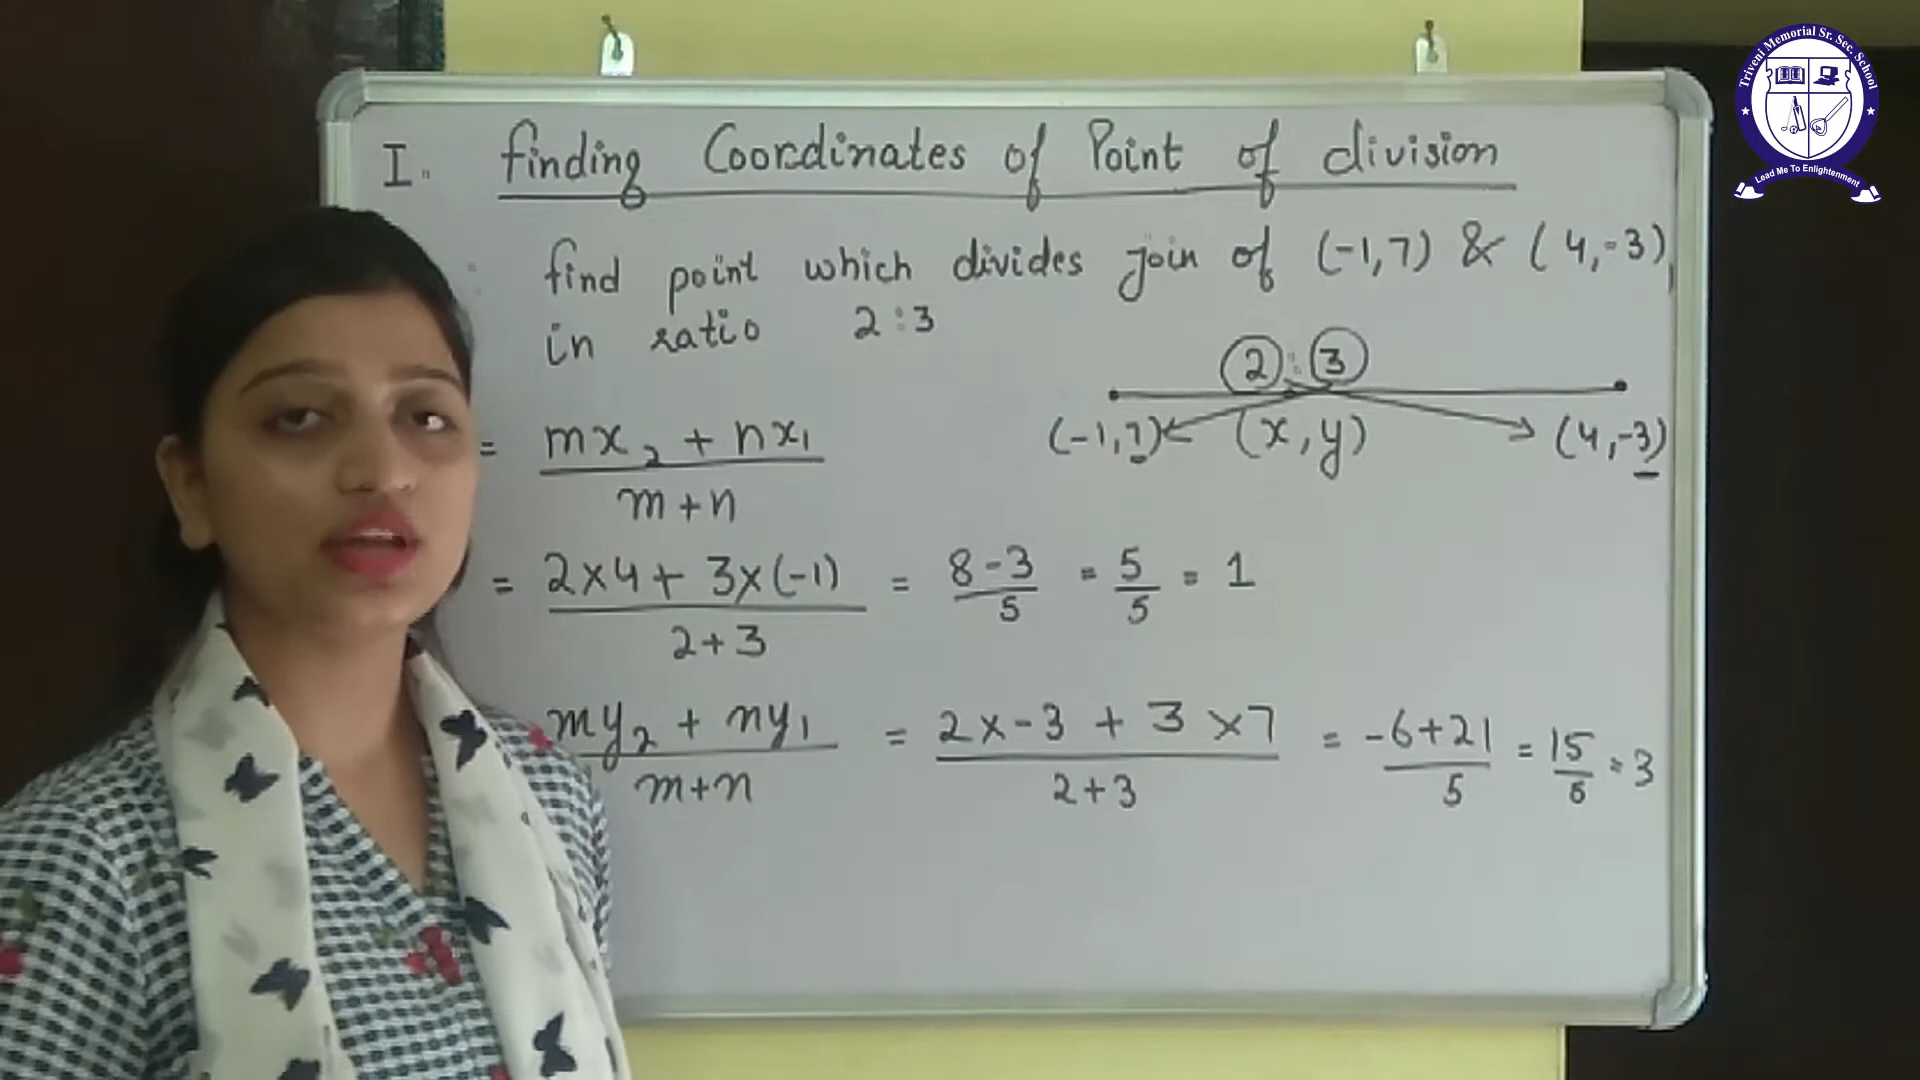 Triveni Memorial Sr. Sec. School
Lead Me To Enlightenment
I. finding Coordinates of Point of division
find point which divides join of (-1,7) & (4,-3),
in ratio 2:3
2 : 3
(-1,7) (x,y) (4,-3)
= mx₂ + nx₁
m+n
= 2x4 + 3x(-1) = 8-3 = 5 = 1
2+3 5 5
my₂ + ny₁ = 2x-3 + 3x7 = -6+21 = 15 = 3
m+n 2+3 5 5